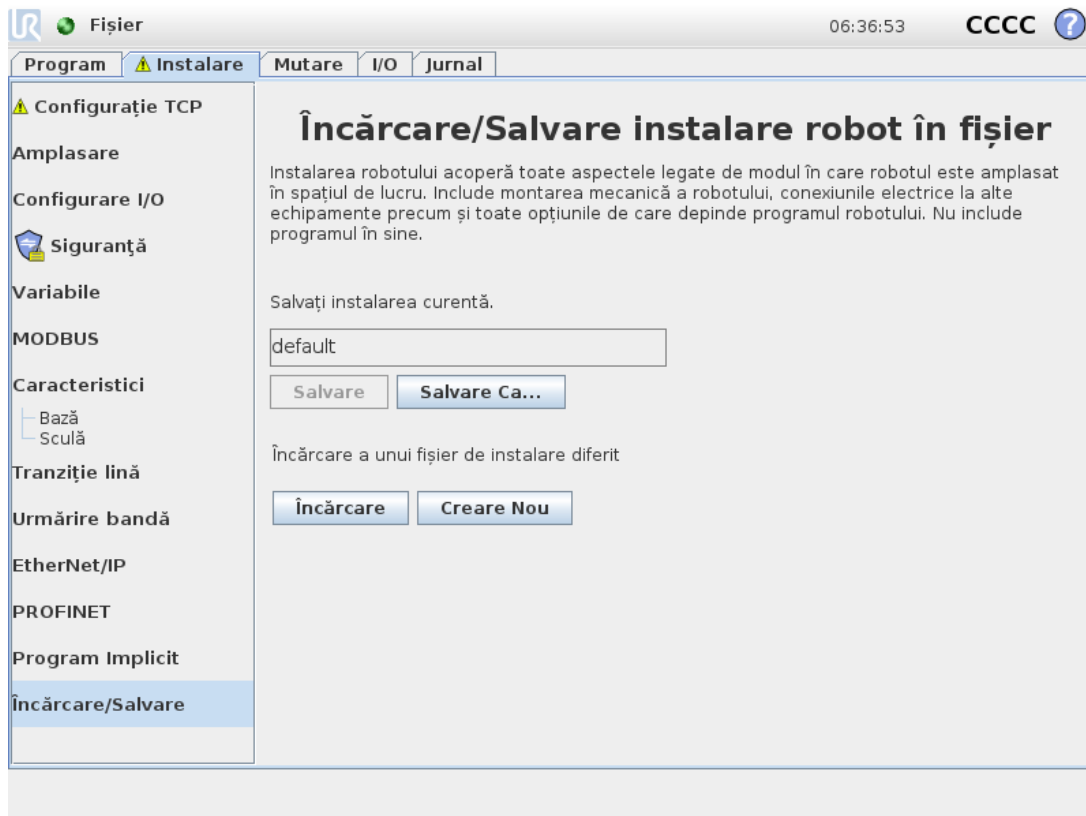 Fișier
06:36:53
CCCC
?
Program
Instalare
Mutare
I/O
Jurnal
Configurație TCP
Amplasare
Configurare I/O
Siguranță
Variabile
MODBUS
Caracteristici
Bază
Sculă
Tranziție lină
Urmărire bandă
EtherNet/IP
PROFINET
Program Implicit
Încărcare/Salvare
Încărcare/Salvare instalare robot în fișier
Instalarea robotului acoperă toate aspectele legate de modul în care robotul este amplasat
în spațiul de lucru. Include montarea mecanică a robotului, conexiunile electrice la alte
echipamente precum și toate opțiunile de care depinde programul robotului. Nu include
programul în sine.
Salvați instalarea curentă.
default
Salvare
Salvare Ca...
Încărcare a unui fișier de instalare diferit
Încărcare
Creare Nou